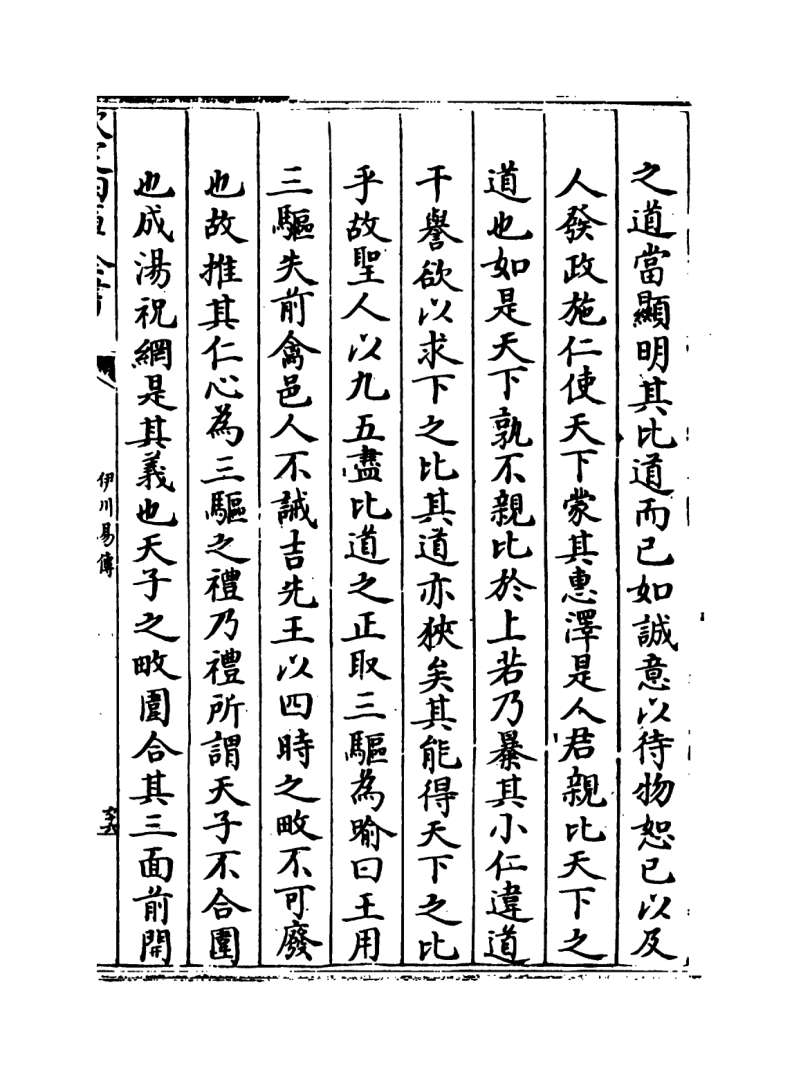 之道當顯明其比道而已如誠意以待物恕已以及
人發政施仁使天下蒙其惠澤是人君親比天下之
道也如是天下孰不親比於上若乃暴其小仁違道
干譽欲以求下之比其道亦狹矣其能得天下之比
乎故聖人以九五盡比道之正取三驅為喻曰王用
三驅失前禽邑人不誡吉先王以四時之畋不可廢
也故推其仁心為三驅之禮乃禮所謂天子不合圍
也成湯祝網是其義也天子之畋圍合其三面前開
伊川易傳